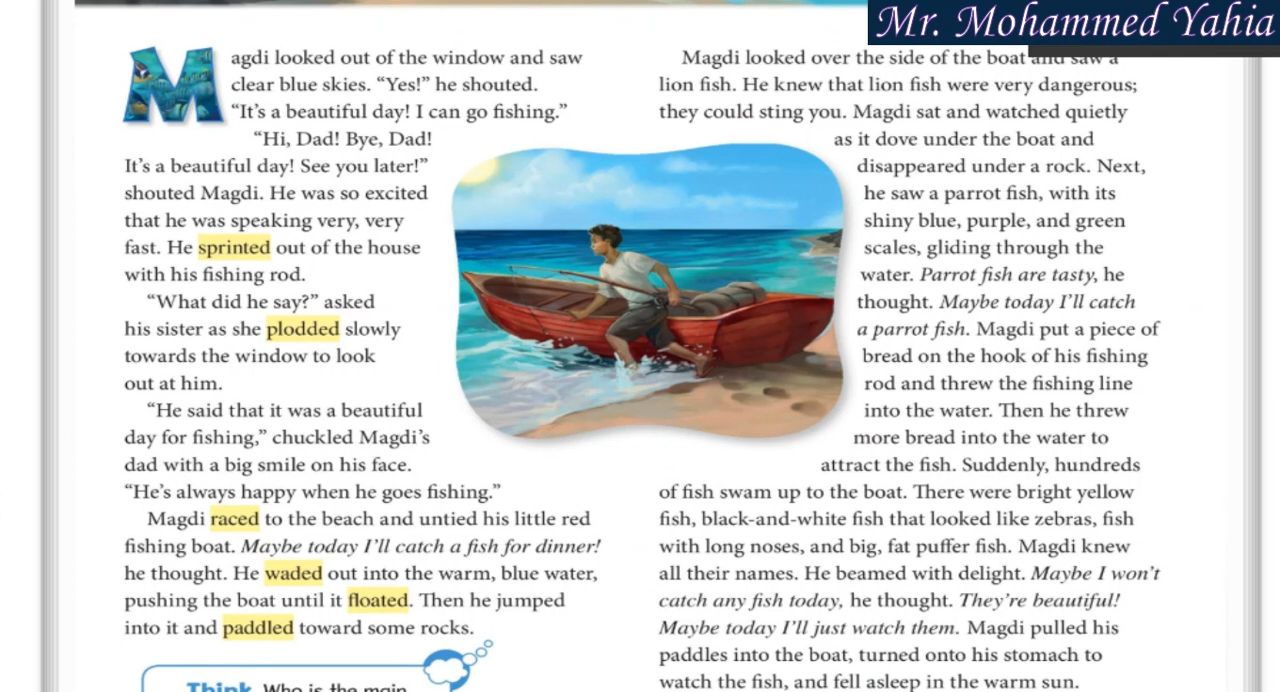 Mr. Mohammed Yahia
Magdi looked out of the window and saw
clear blue skies. “Yes!” he shouted.
“It’s a beautiful day! I can go fishing.”
“Hi, Dad! Bye, Dad!
It’s a beautiful day! See you later!”
shouted Magdi. He was so excited
that he was speaking very, very
fast. He sprinted out of the house
with his fishing rod.
“What did he say?” asked
his sister as she plodded slowly
towards the window to look
out at him.
“He said that it was a beautiful
day for fishing,” chuckled Magdi’s
dad with a big smile on his face.
“He’s always happy when he goes fishing.”
Magdi raced to the beach and untied his little red
fishing boat. Maybe today I’ll catch a fish for dinner!
he thought. He waded out into the warm, blue water,
pushing the boat until it floated. Then he jumped
into it and paddled toward some rocks.
Think Who is the main
Magdi looked over the side of the boat and saw a
lion fish. He knew that lion fish were very dangerous;
they could sting you. Magdi sat and watched quietly
as it dove under the boat and
disappeared under a rock. Next,
he saw a parrot fish, with its
shiny blue, purple, and green
scales, gliding through the
water. Parrot fish are tasty, he
thought. Maybe today I’ll catch
a parrot fish. Magdi put a piece of
bread on the hook of his fishing
rod and threw the fishing line
into the water. Then he threw
more bread into the water to
attract the fish. Suddenly, hundreds
of fish swam up to the boat. There were bright yellow
fish, black-and-white fish that looked like zebras, fish
with long noses, and big, fat puffer fish. Magdi knew
all their names. He beamed with delight. Maybe I won’t
catch any fish today, he thought. They’re beautiful!
Maybe today I’ll just watch them. Magdi pulled his
paddles into the boat, turned onto his stomach to
watch the fish, and fell asleep in the warm sun.